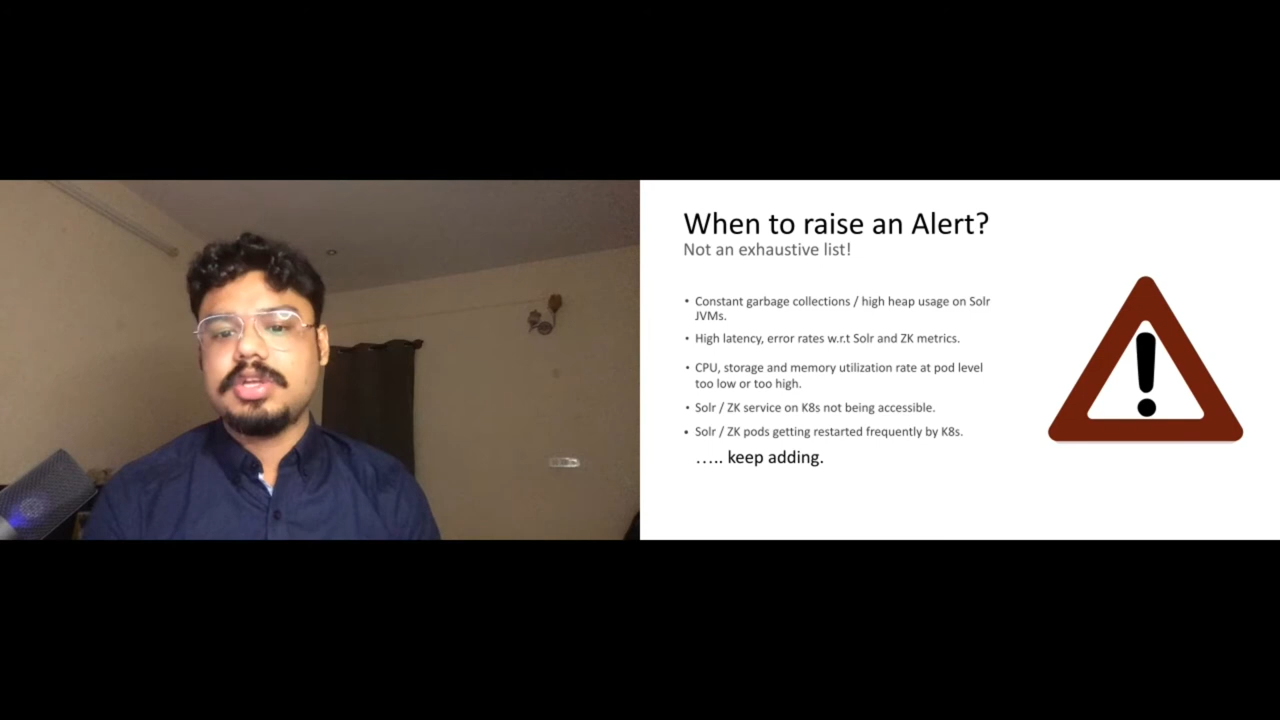 When to raise an Alert?
Not an exhaustive list!
• Constant garbage collections / high heap usage on Solr
JVMs.
• High latency, error rates w.r.t Solr and ZK metrics.
• CPU, storage and memory utilization rate at pod level
too low or too high.
• Solr / ZK service on K8s not being accessible.
• Solr / ZK pods getting restarted frequently by K8s.
….. keep adding.